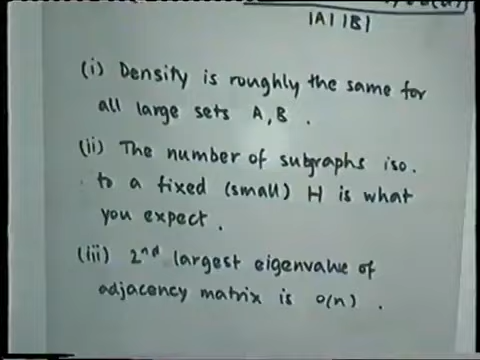 |A| |B|
(i) Density is roughly the same for
all large sets A, B .
(ii) The number of subgraphs iso.
to a fixed (small) H is what
you expect .
(iii) 2nd largest eigenvalue of
adjacency matrix is o(n) .